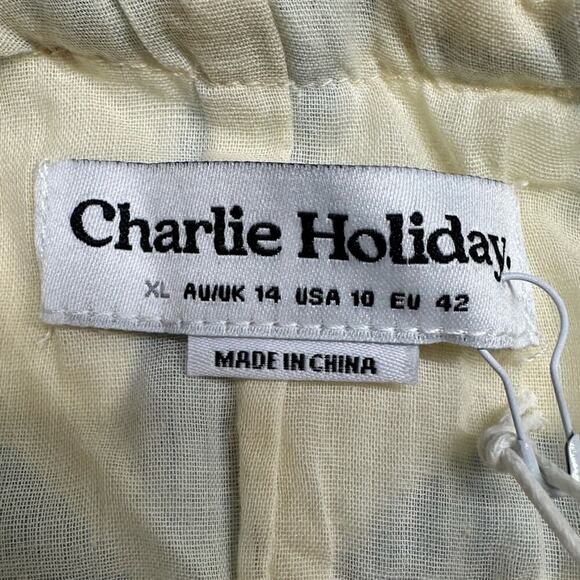 Charlie Holiday.
XL AU/UK 14 USA 10 EU 42
MADE IN CHINA